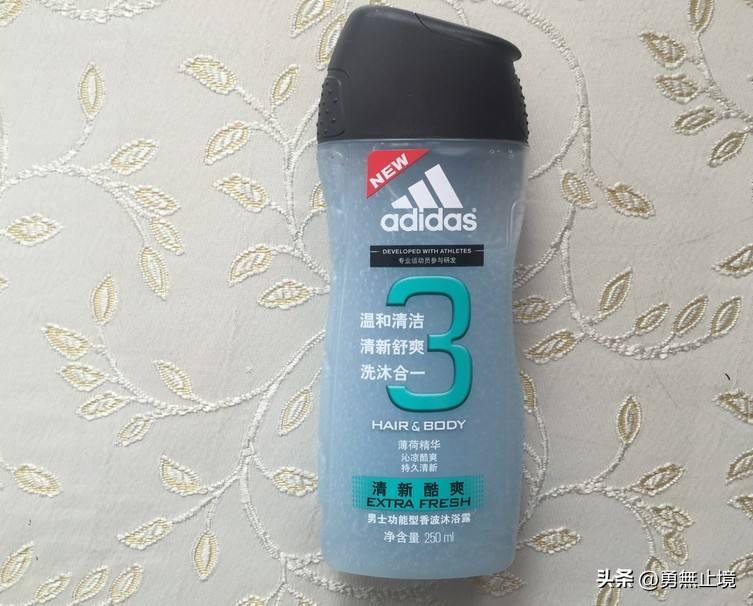 NEW
adidas
DEVELOPED WITH ATHLETES
专业运动员参与研发
3
温和清洁
清新舒爽
洗沐合一
HAIR & BODY
薄荷精华
沁凉酷爽
持久清新
清新酷爽
EXTRA FRESH
男士功能型香波沐浴露
净含量 250 ml
头条 @勇無止境